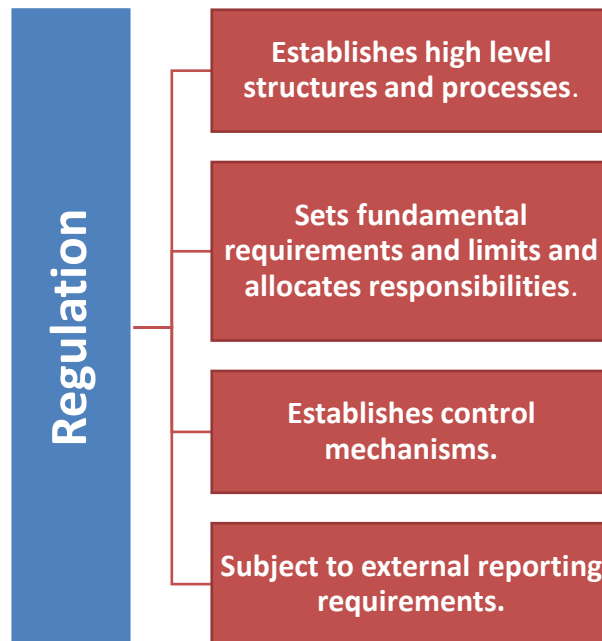 Regulation
Establishes high level
structures and processes.
Sets fundamental
requirements and limits and
allocates responsibilities.
Establishes control
mechanisms.
Subject to external reporting
requirements.